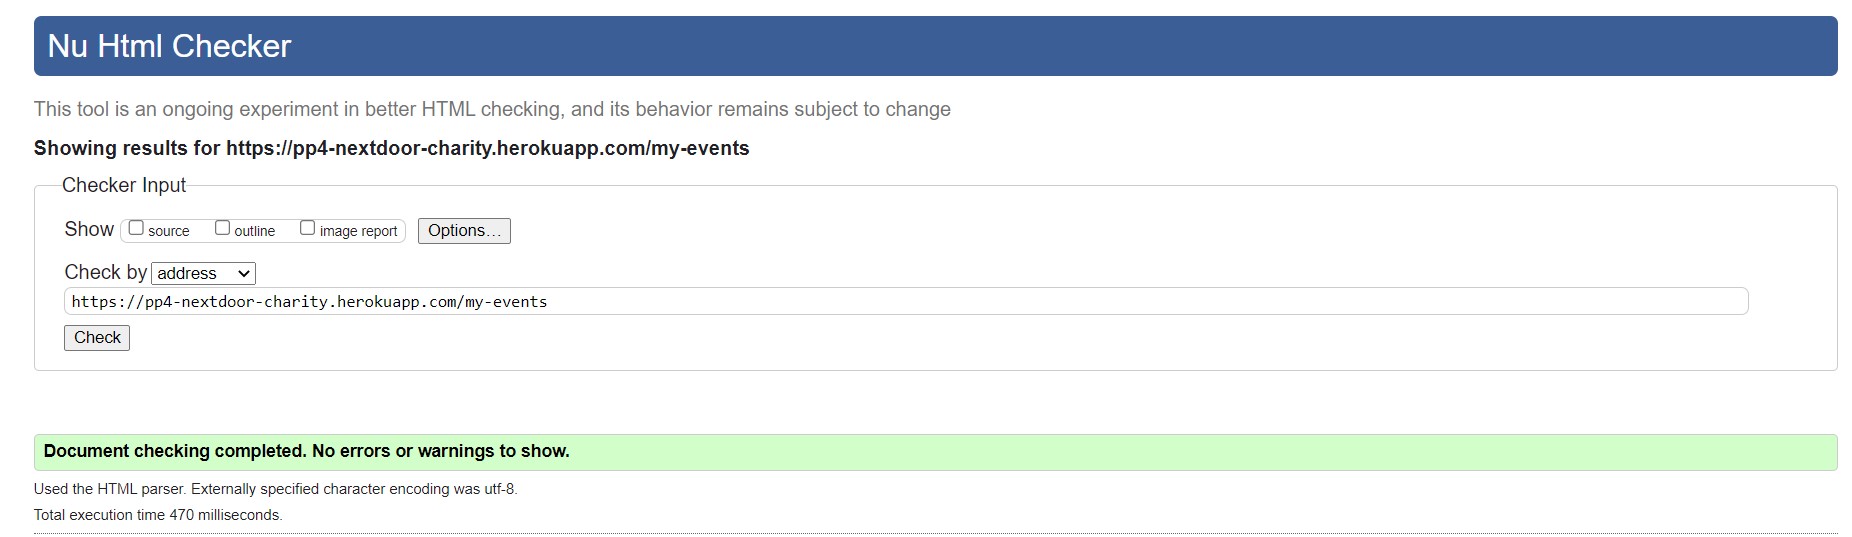 Nu Html Checker
This tool is an ongoing experiment in better HTML checking, and its behavior remains subject to change
Showing results for https://pp4-nextdoor-charity.herokuapp.com/my-events
Checker Input
Show source outline image report Options...
Check by address
https://pp4-nextdoor-charity.herokuapp.com/my-events
Check
Document checking completed. No errors or warnings to show.
Used the HTML parser. Externally specified character encoding was utf-8.
Total execution time 470 milliseconds.